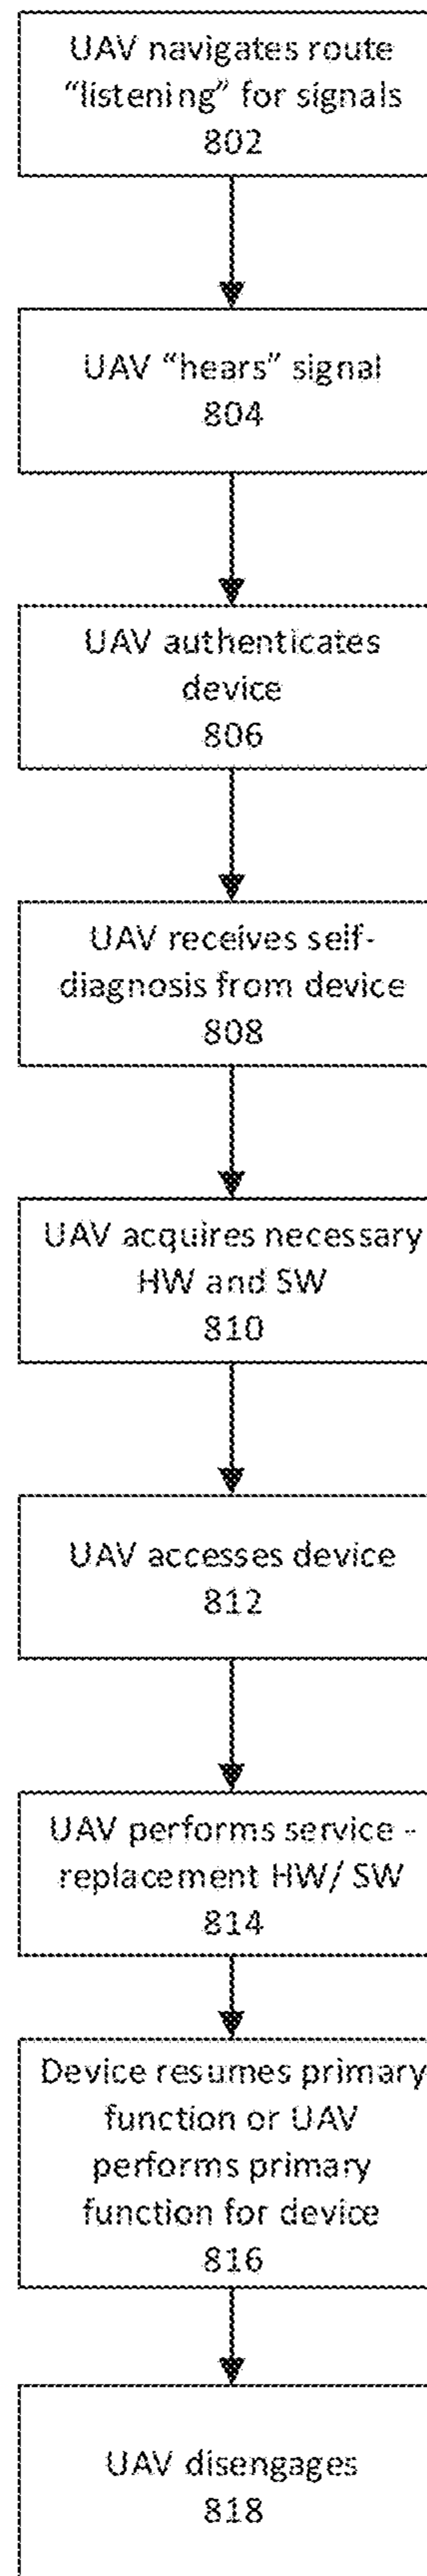 UAV navigates route
“listening” for signals
802
UAV “hears” signal
804
UAV authenticates
device
806
UAV receives self-
diagnosis from device
808
UAV acquires necessary
HW and SW
810
UAV accesses device
812
UAV performs service -
replacement HW/ SW
814
Device resumes primary
function or UAV
performs primary
function for device
816
UAV disengages
818